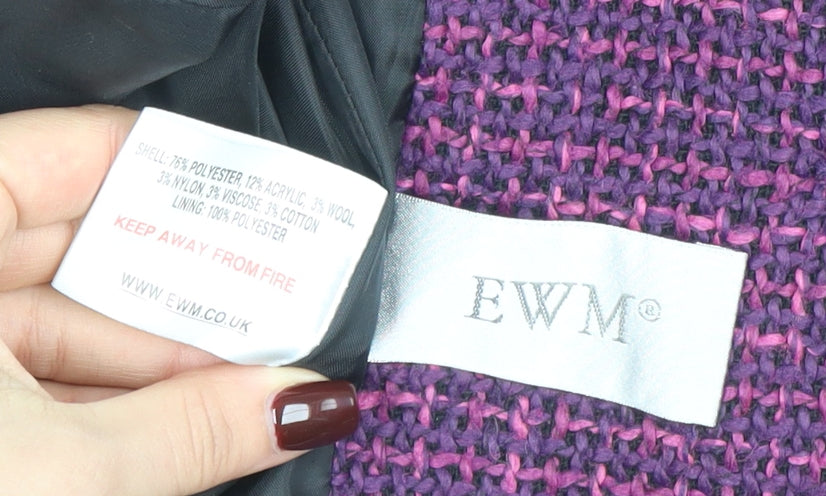 SHELL: 76% POLYESTER, 12% ACRYLIC, 3% WOOL,
3% NYLON, 3% VISCOSE, 3% COTTON
LINING: 100% POLYESTER
KEEP AWAY FROM FIRE
WWW.EWM.CO.UK
EWM®